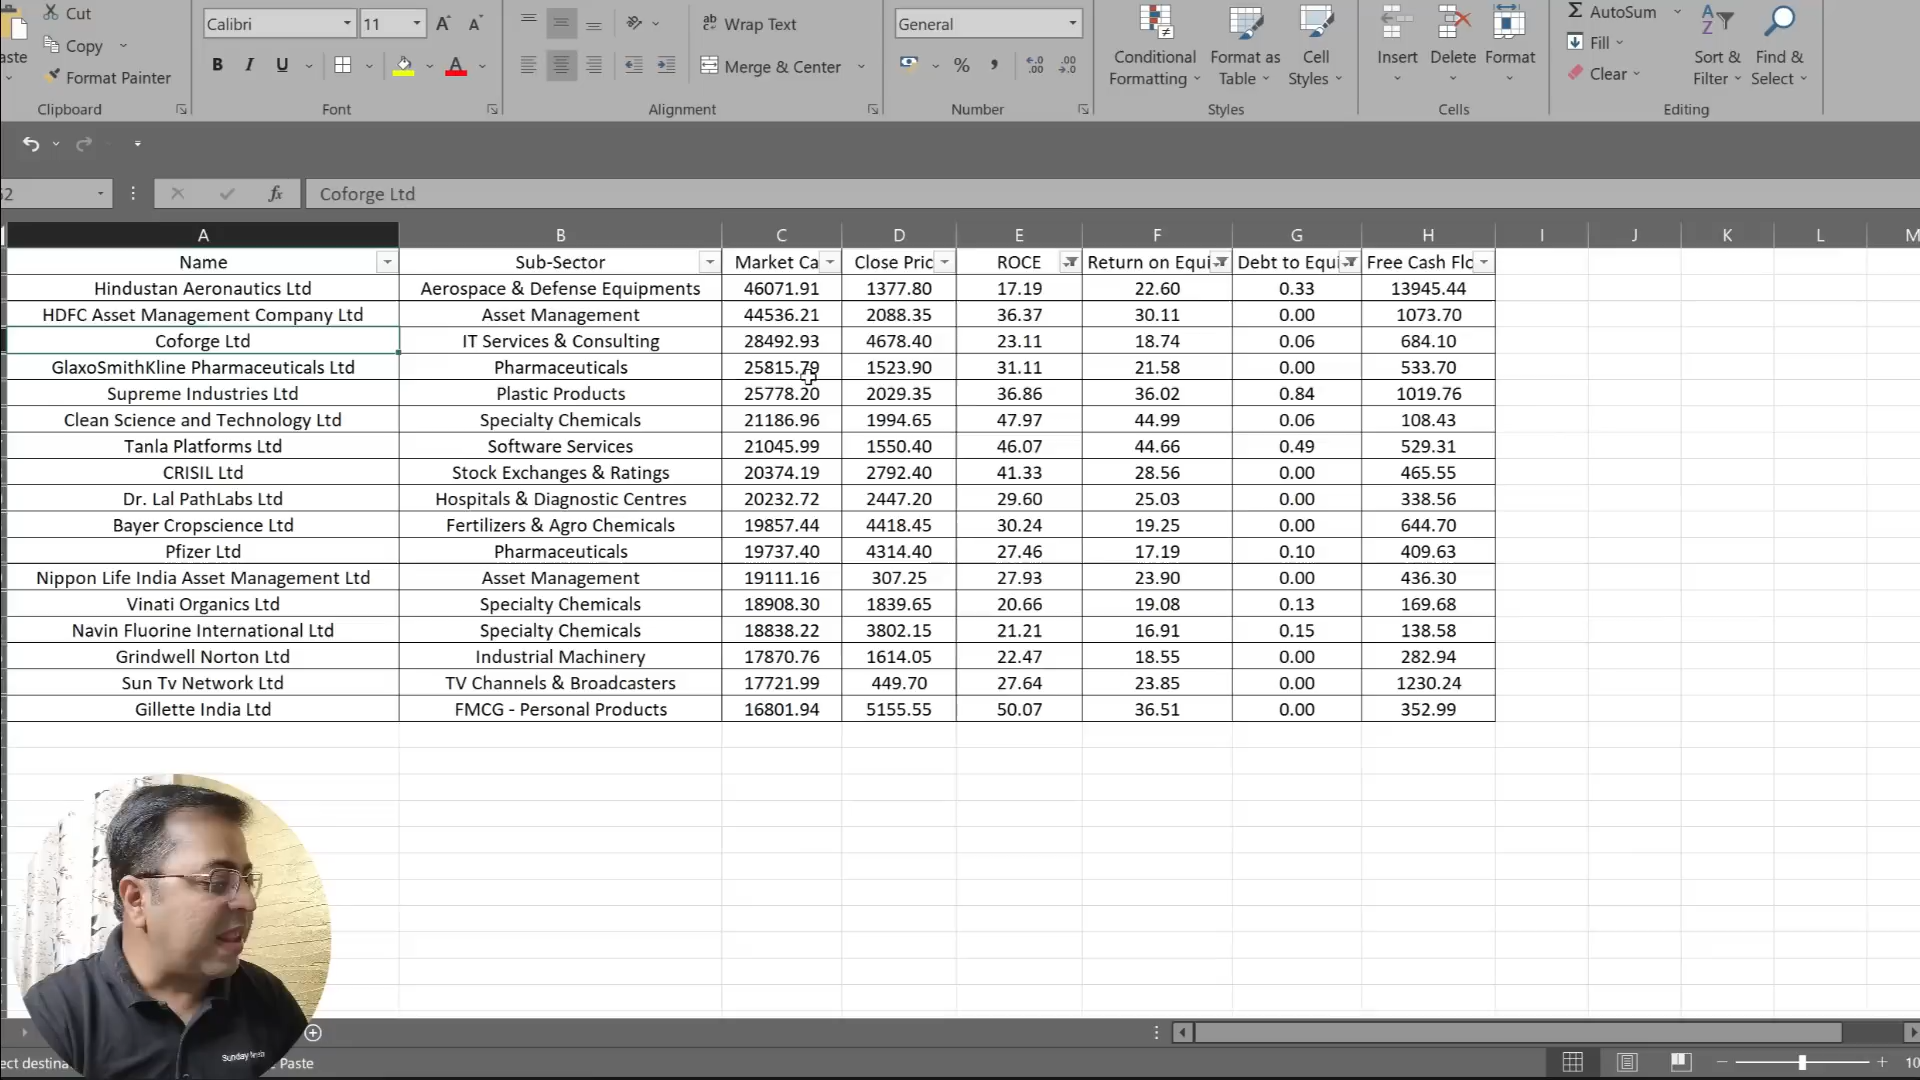 Cut
Calibri
11
Wrap Text
General
Conditional Formatting
Format as Table
Cell Styles
Insert
Delete
Format
AutoSum
Fill
Clear
Sort & Filter
Find & Select
Copy
Format Painter
B I U
Merge & Center
%
Clipboard
Font
Alignment
Number
Styles
Cells
Editing
fx
Coforge Ltd
A B C D E F G H I J K L M
Name Sub-Sector Market Ca Close Pric ROCE Return on Equi Debt to Equi Free Cash Flo
Hindustan Aeronautics Ltd Aerospace & Defense Equipments 46071.91 1377.80 17.19 22.60 0.33 13945.44
HDFC Asset Management Company Ltd Asset Management 44536.21 2088.35 36.37 30.11 0.00 1073.70
Coforge Ltd IT Services & Consulting 28492.93 4678.40 23.11 18.74 0.06 684.10
GlaxoSmithKline Pharmaceuticals Ltd Pharmaceuticals 25815.79 1523.90 31.11 21.58 0.00 533.70
Supreme Industries Ltd Plastic Products 25778.20 2029.35 36.86 36.02 0.84 1019.76
Clean Science and Technology Ltd Specialty Chemicals 21186.96 1994.65 47.97 44.99 0.06 108.43
Tanla Platforms Ltd Software Services 21045.99 1550.40 46.07 44.66 0.49 529.31
CRISIL Ltd Stock Exchanges & Ratings 20374.19 2792.40 41.33 28.56 0.00 465.55
Dr. Lal PathLabs Ltd Hospitals & Diagnostic Centres 20232.72 2447.20 29.60 25.03 0.00 338.56
Bayer Cropscience Ltd Fertilizers & Agro Chemicals 19857.44 4418.45 30.24 19.25 0.00 644.70
Pfizer Ltd Pharmaceuticals 19737.40 4314.40 27.46 17.19 0.10 409.63
Nippon Life India Asset Management Ltd Asset Management 19111.16 307.25 27.93 23.90 0.00 436.30
Vinati Organics Ltd Specialty Chemicals 18908.30 1839.65 20.66 19.08 0.13 169.68
Navin Fluorine International Ltd Specialty Chemicals 18838.22 3802.15 21.21 16.91 0.15 138.58
Grindwell Norton Ltd Industrial Machinery 17870.76 1614.05 22.47 18.55 0.00 282.94
Sun Tv Network Ltd TV Channels & Broadcasters 17721.99 449.70 27.64 23.85 0.00 1230.24
Gillette India Ltd FMCG - Personal Products 16801.94 5155.55 50.07 36.51 0.00 352.99
Paste